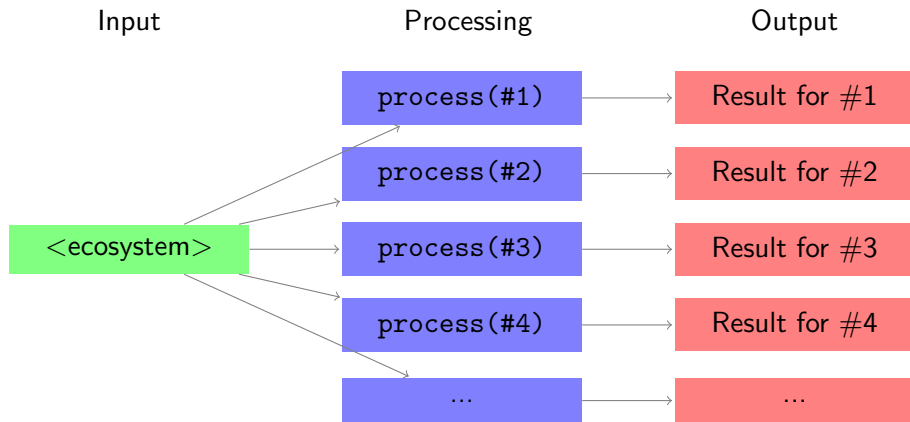 Input Processing Output
process(#1) Result for #1
process(#2) Result for #2
<ecosystem> process(#3) Result for #3
process(#4) Result for #4
... ...